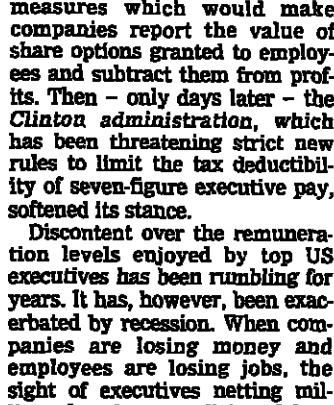 measures which would make
companies report the value of
share options granted to employ-
ees and subtract them from prof-
its. Then – only days later – the
Clinton administration, which
has been threatening strict new
rules to limit the tax deductibil-
ity of seven-figure executive pay,
softened its stance.
Discontent over the remunera-
tion levels enjoyed by top US
executives has been rumbling for
years. It has, however, been exac-
erbated by recession. When com-
panies are losing money and
employees are losing jobs, the
sight of executives netting mil-